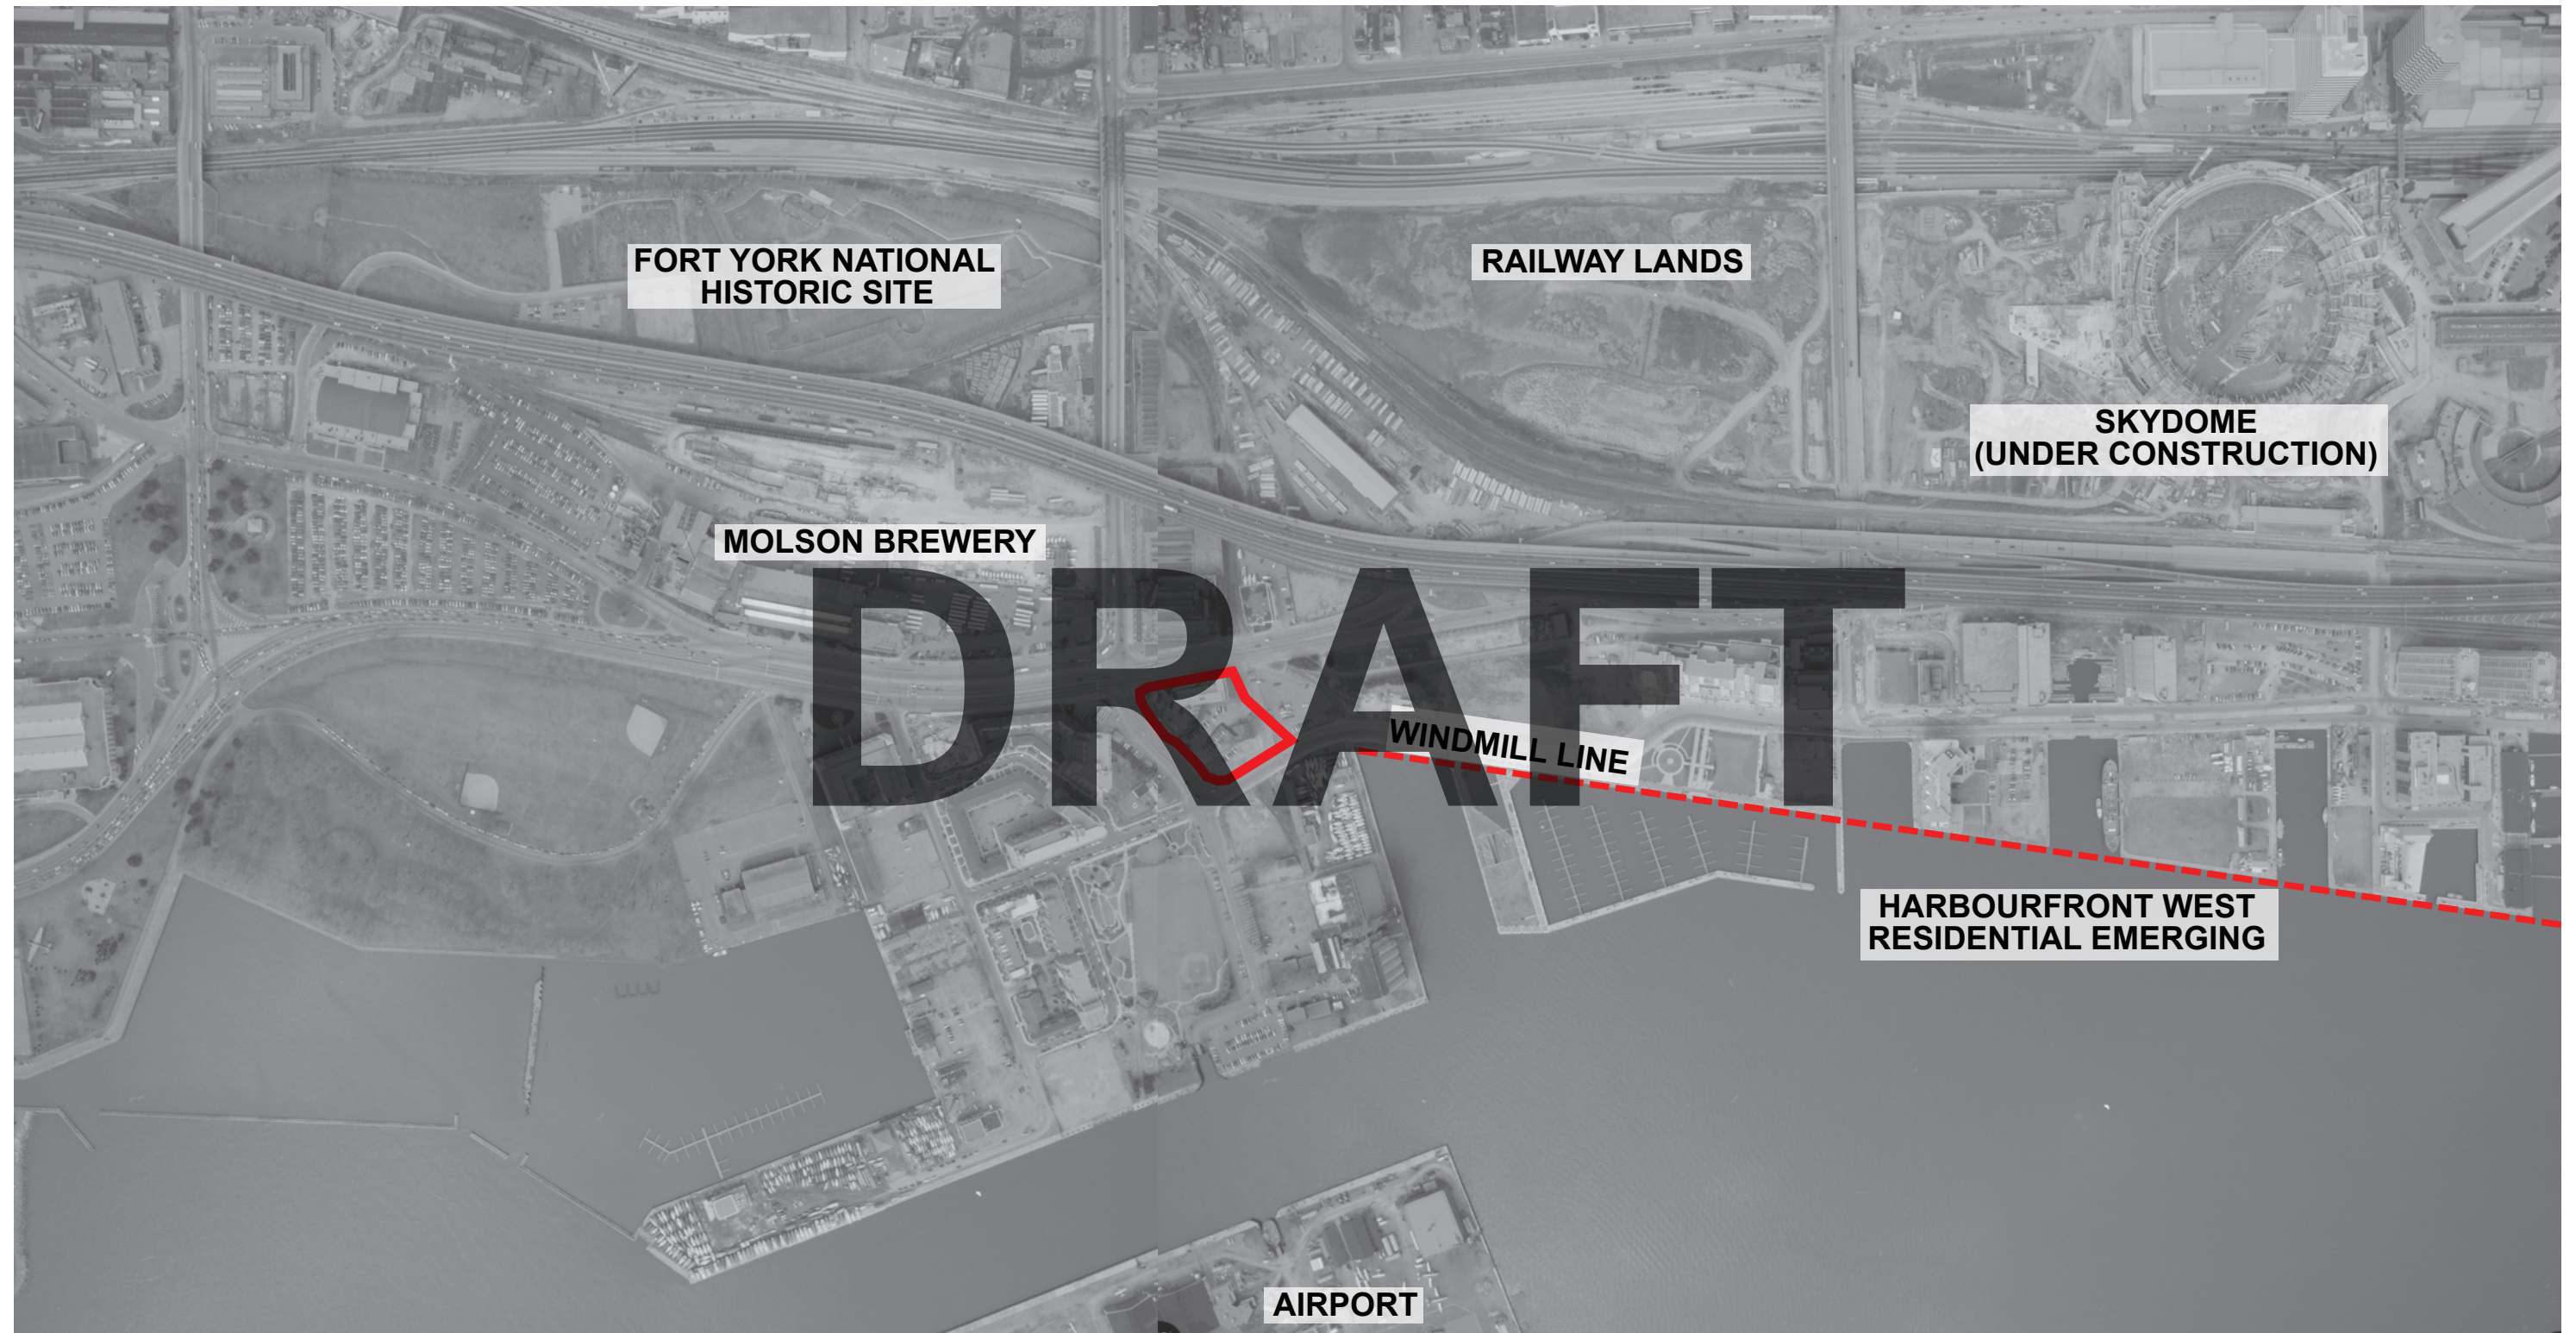 FORT YORK NATIONAL
HISTORIC SITE
RAILWAY LANDS
SKYDOME
(UNDER CONSTRUCTION)
MOLSON BREWERY
DRAFT
WINDMILL LINE
HARBOURFRONT WEST
RESIDENTIAL EMERGING
AIRPORT